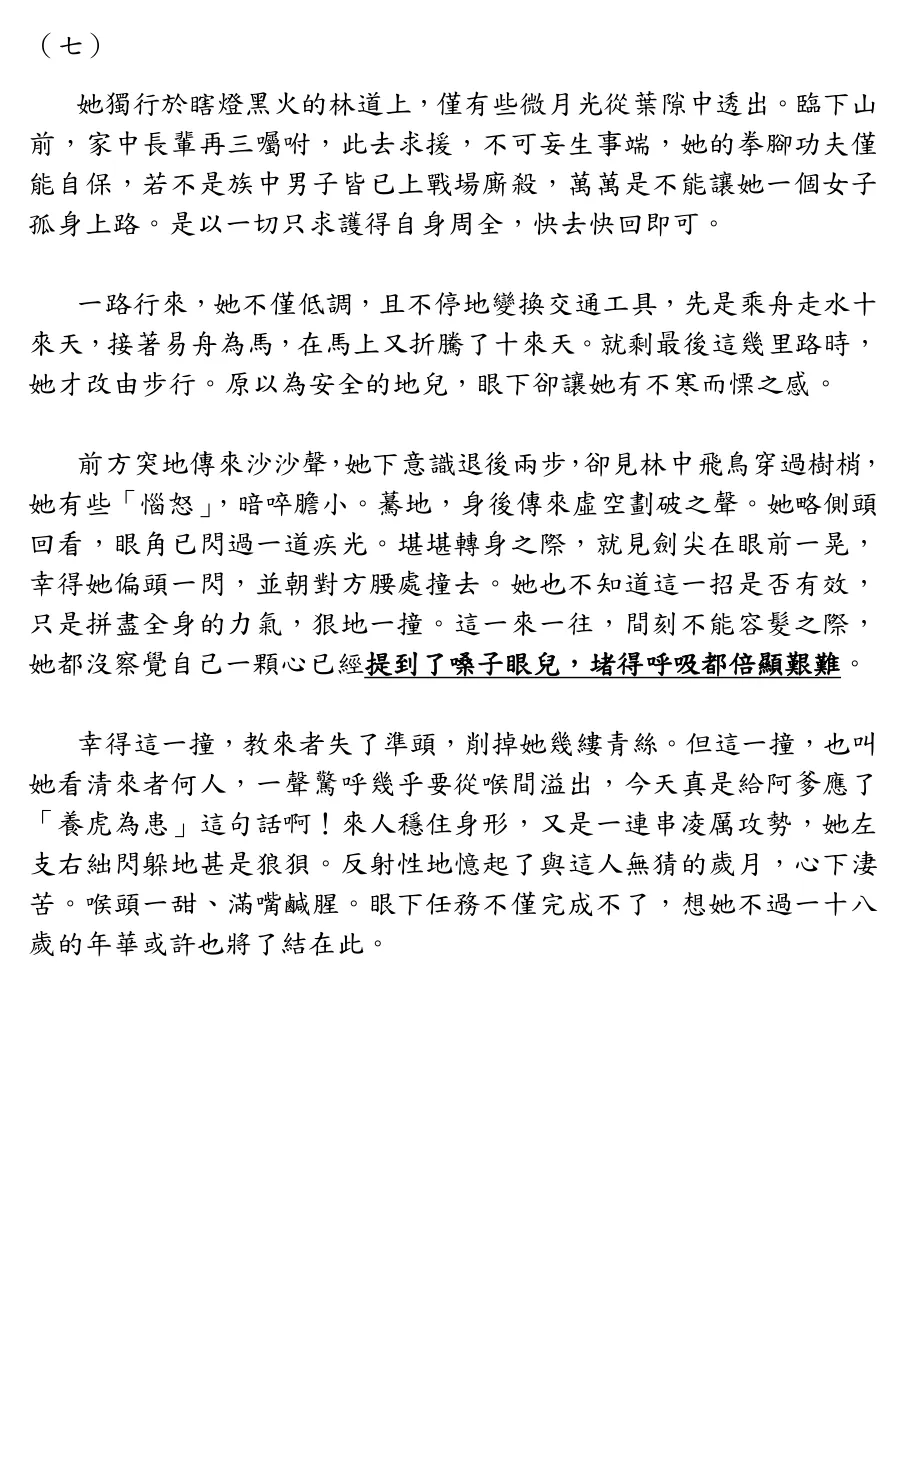 （七）
她獨行於瞎燈黑火的林道上，僅有些微月光從葉隙中透出。臨下山
前，家中長輩再三囑咐，此去求援，不可妄生事端，她的拳腳功夫僅
能自保，若不是族中男子皆已上戰場廝殺，萬萬是不能讓她一個女子
孤身上路。是以一切只求護得自身周全，快去快回即可。
一路行來，她不僅低調，且不停地變換交通工具，先是乘舟走水十
來天，接著易舟為馬，在馬上又折騰了十來天。就剩最後這幾里路時，
她才改由步行。原以為安全的地兒，眼下卻讓她有不寒而慄之感。
前方突地傳來沙沙聲，她下意識退後兩步，卻見林中飛鳥穿過樹梢，
她有些「惱怒」，暗啐膽小。驀地，身後傳來虛空劃破之聲。她略側頭
回看，眼角已閃過一道疾光。堪堪轉身之際，就見劍尖在眼前一晃，
幸得她偏頭一閃，並朝對方腰處撞去。她也不知道這一招是否有效，
只是拼盡全身的力氣，狠地一撞。這一來一往，間刻不能容髮之際，
她都沒察覺自己一顆心已經提到了嗓子眼兒，堵得呼吸都倍顯艱難。
幸得這一撞，教來者失了準頭，削掉她幾縷青絲。但這一撞，也叫
她看清來者何人，一聲驚呼幾乎要從喉間溢出，今天真是給阿爹應了
「養虎為患」這句話啊！來人穩住身形，又是一連串凌厲攻勢，她左
支右絀閃躲地甚是狼狽。反射性地憶起了與這人無猜的歲月，心下淒
苦。喉頭一甜、滿嘴鹹腥。眼下任務不僅完成不了，想她不過一十八
歲的年華或許也將了結在此。